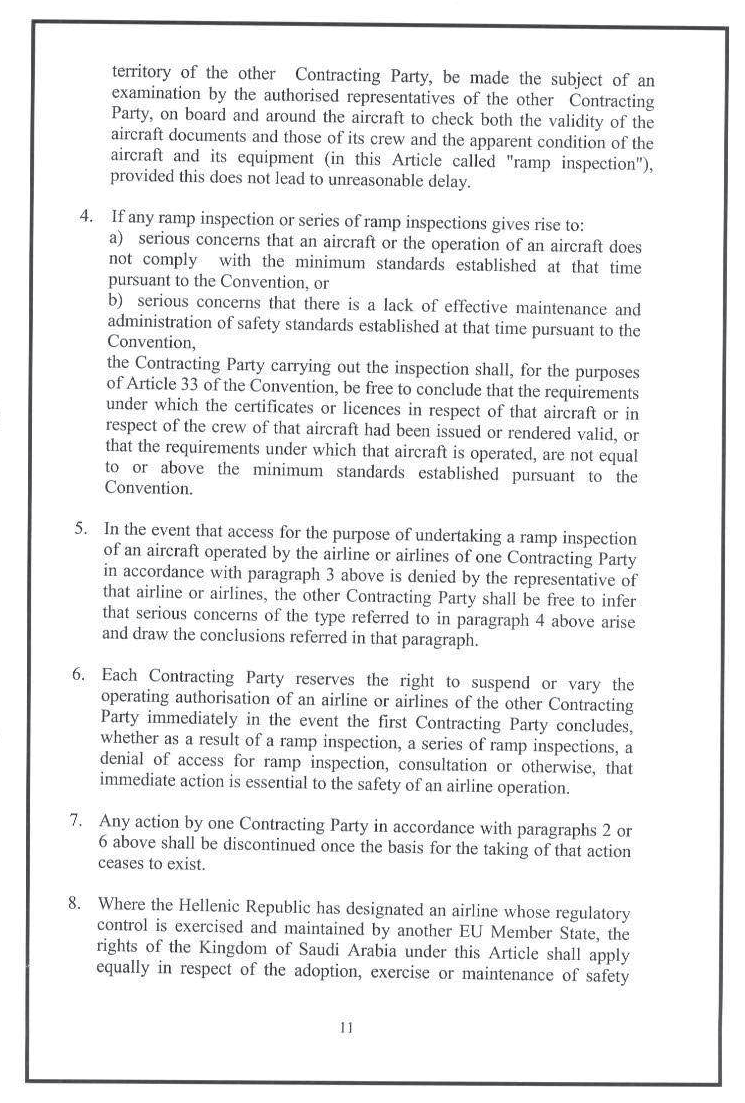 territory of the other Contracting Party, be made the subject of an
examination by the authorised representatives of the other Contracting
Party, on board and around the aircraft to check both the validity of the
aircraft documents and those of its crew and the apparent condition of the
aircraft and its equipment (in this Article called "ramp inspection"),
provided this does not lead to unreasonable delay.
4. If any ramp inspection or series of ramp inspections gives rise to:
a) serious concerns that an aircraft or the operation of an aircraft does
not comply with the minimum standards established at that time
pursuant to the Convention, or
b) serious concerns that there is a lack of effective maintenance and
administration of safety standards established at that time pursuant to the
Convention,
the Contracting Party carrying out the inspection shall, for the purposes
of Article 33 of the Convention, be free to conclude that the requirements
under which the certificates or licences in respect of that aircraft or in
respect of the crew of that aircraft had been issued or rendered valid, or
that the requirements under which that aircraft is operated, are not equal
to or above the minimum standards established pursuant to the
Convention.
5. In the event that access for the purpose of undertaking a ramp inspection
of an aircraft operated by the airline or airlines of one Contracting Party
in accordance with paragraph 3 above is denied by the representative of
that airline or airlines, the other Contracting Party shall be free to infer
that serious concerns of the type referred to in paragraph 4 above arise
and draw the conclusions referred in that paragraph.
6. Each Contracting Party reserves the right to suspend or vary the
operating authorisation of an airline or airlines of the other Contracting
Party immediately in the event the first Contracting Party concludes,
whether as a result of a ramp inspection, a series of ramp inspections, a
denial of access for ramp inspection, consultation or otherwise, that
immediate action is essential to the safety of an airline operation.
7. Any action by one Contracting Party in accordance with paragraphs 2 or
6 above shall be discontinued once the basis for the taking of that action
ceases to exist.
8. Where the Hellenic Republic has designated an airline whose regulatory
control is exercised and maintained by another EU Member State, the
rights of the Kingdom of Saudi Arabia under this Article shall apply
equally in respect of the adoption, exercise or maintenance of safety
11